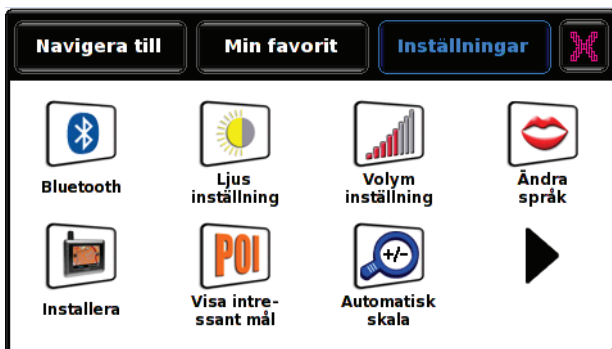 Navigera till
Min favorit
Inställningar
Bluetooth
Ljus
inställning
Volym
inställning
Ändra
språk
Installera
POI
Visa intre-
ssant mål
+/-
Automatisk
skala